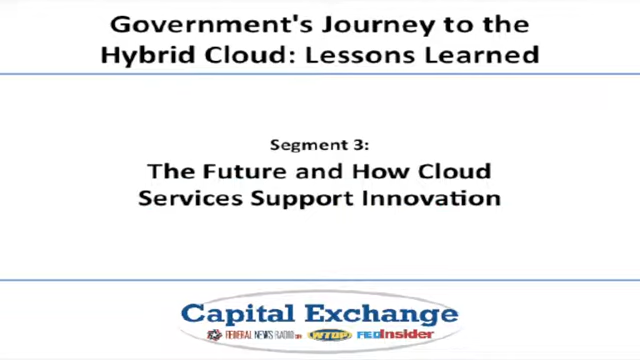 Government's Journey to the
Hybrid Cloud: Lessons Learned
Segment 3:
The Future and How Cloud
Services Support Innovation
Capital Exchange
FEDERAL NEWS RADIO WTOP FEDInsider